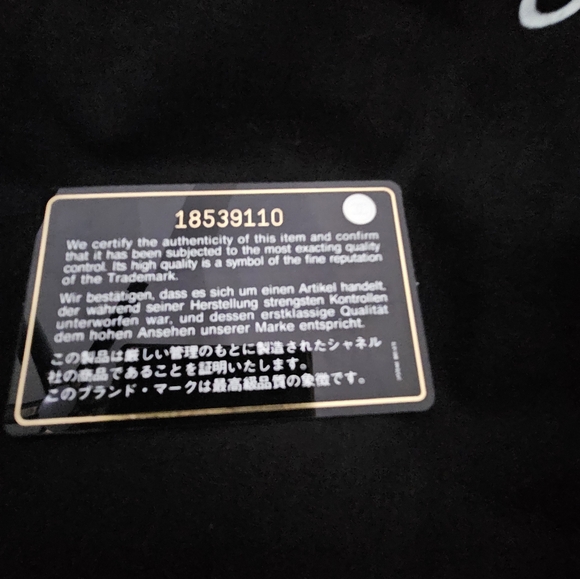 18539110
We certify the authenticity of this item and confirm
that it has been subjected to the most exacting quality
control. Its high quality is a symbol of the fine reputation
of the Trademark.
Wir bestätigen, dass es sich um einen Artikel handelt,
der während seiner Herstellung strengsten Kontrollen
unterworfen war, und dessen erstklassige Qualität
dem hohen Ansehen unserer Marke entspricht.
この製品は厳しい管理のもとに製造されたシャネル
社の商品であることを証明いたします。
このブランド・マークは最高級品質の象徴です。